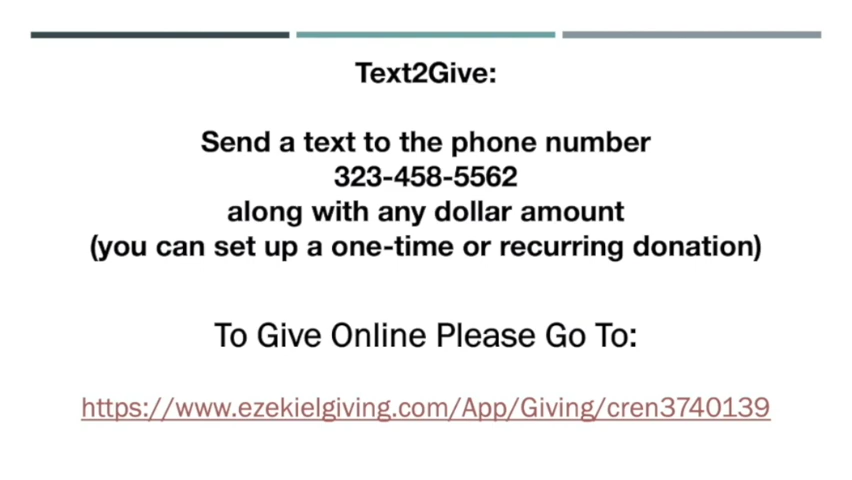 Text2Give:
Send a text to the phone number
323-458-5562
along with any dollar amount
(you can set up a one-time or recurring donation)
To Give Online Please Go To:
https://www.ezekielgiving.com/App/Giving/cren3740139